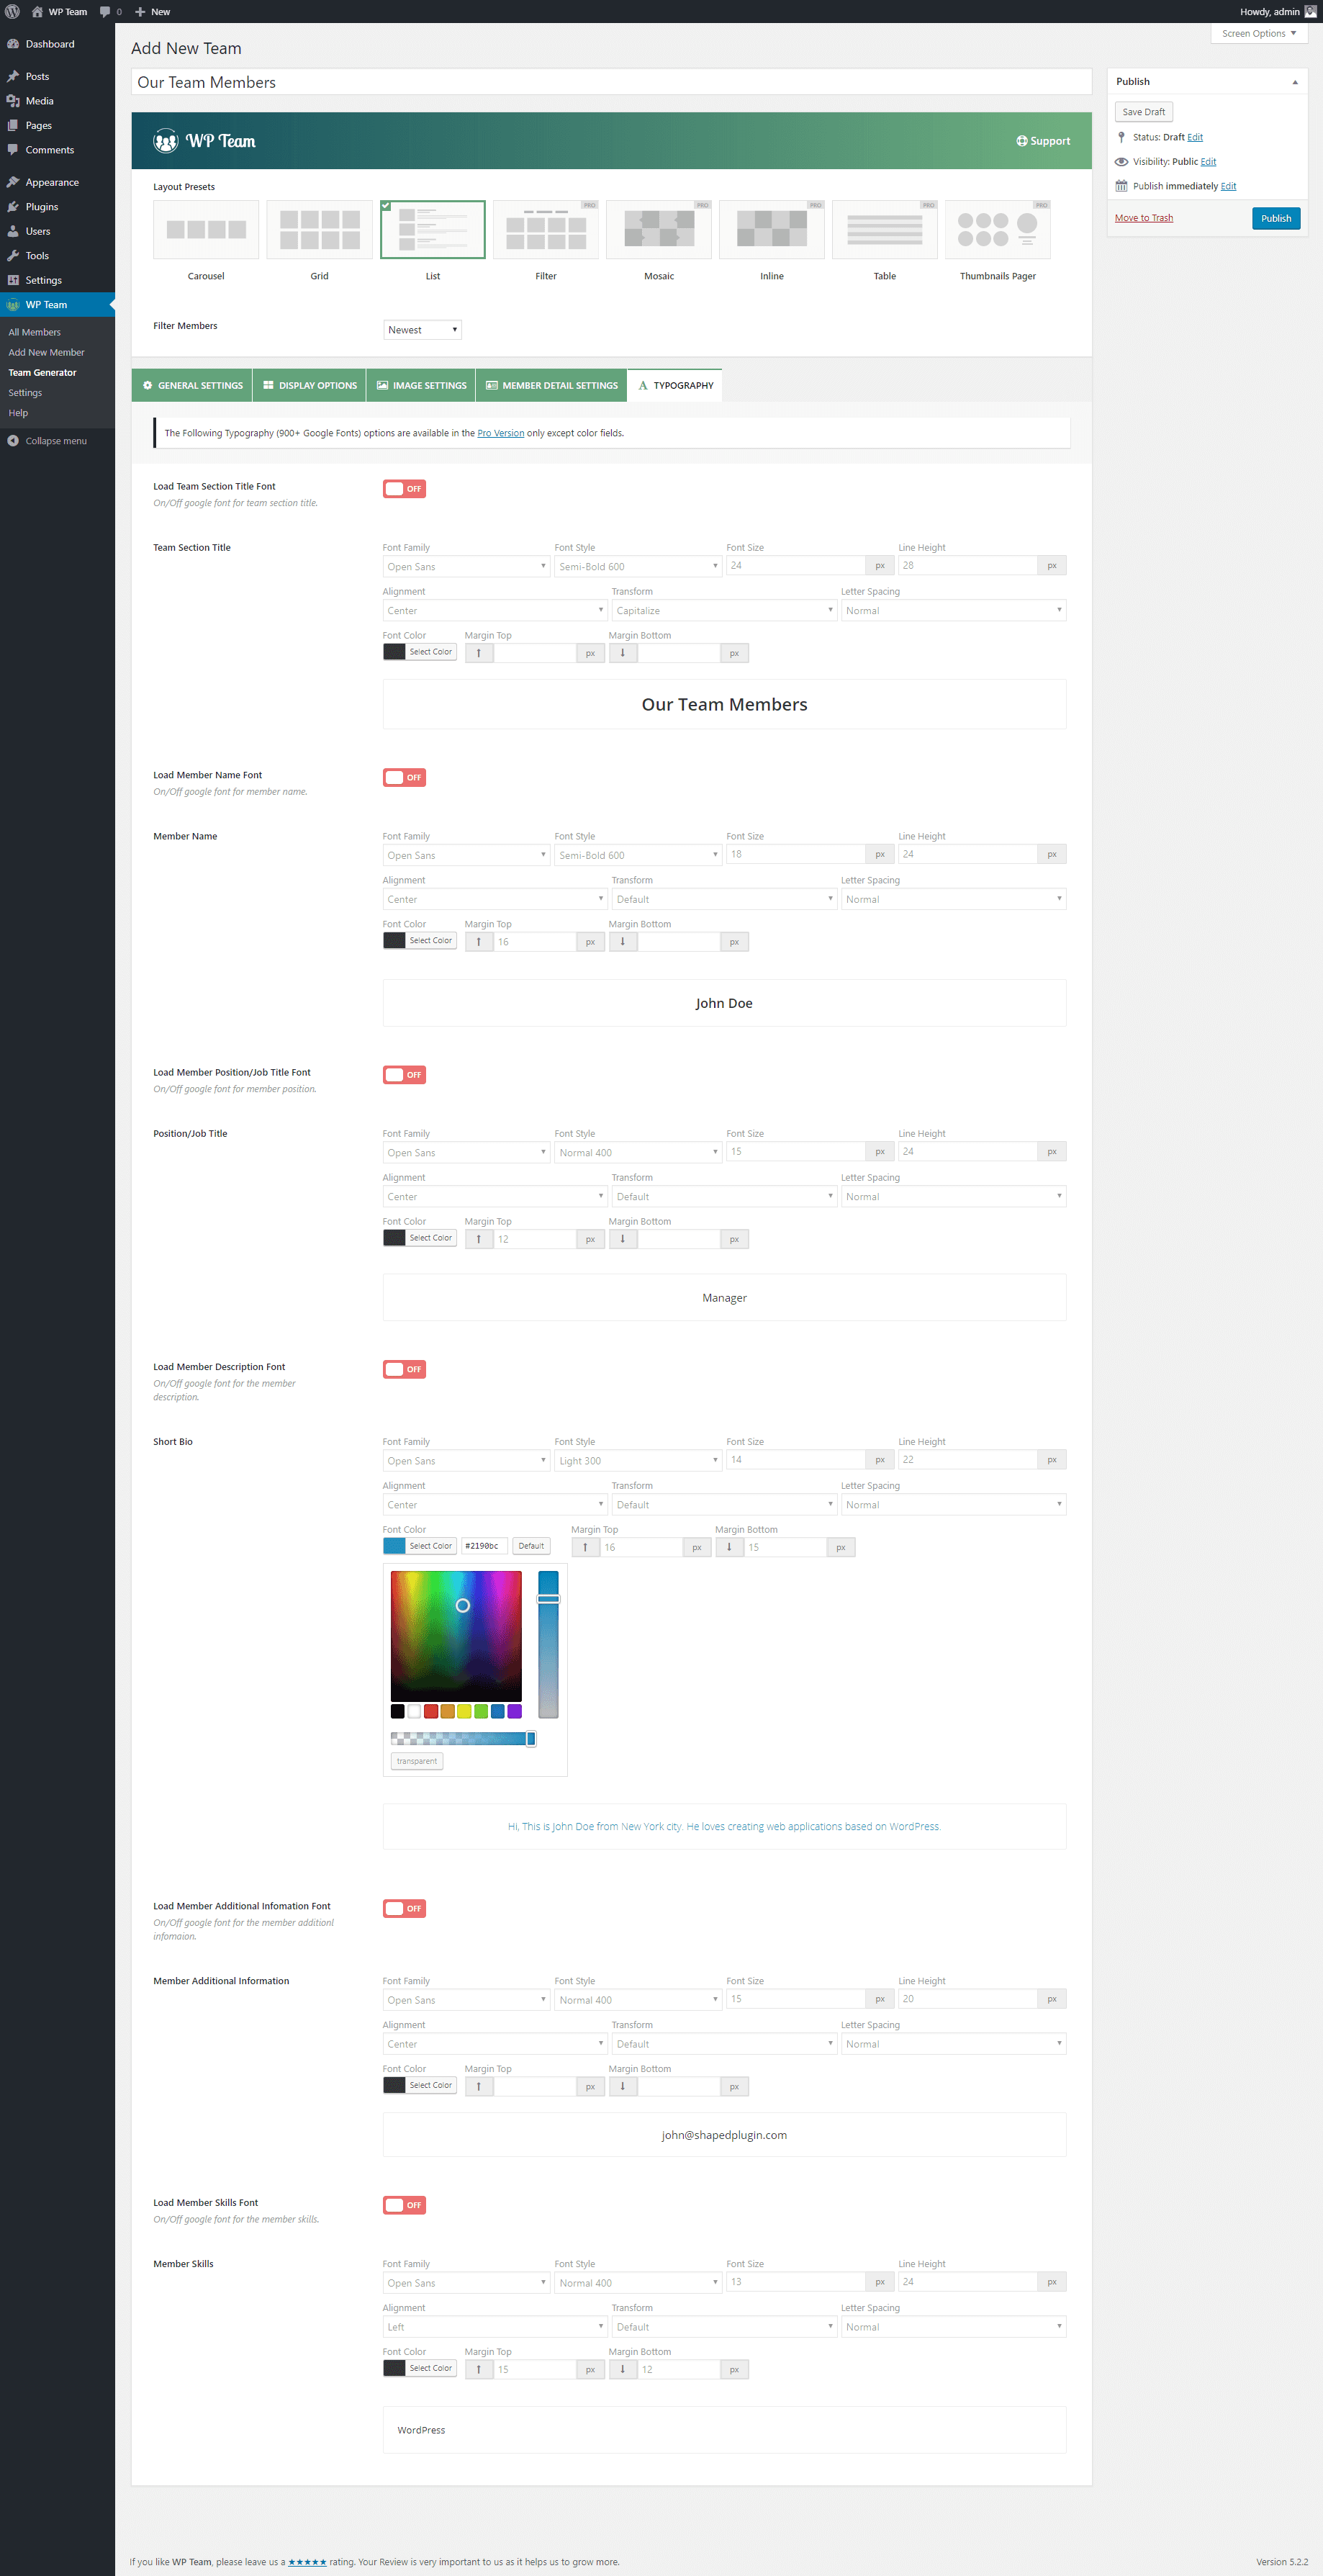 WP Team 0 New Howdy, admin
Screen Options
Dashboard
Posts
Media
Pages
Comments
Appearance
Plugins
Users
Tools
Settings
WP Team
All Members
Add New Member
Team Generator
Settings
Help
Collapse menu
Add New Team
Our Team Members
WP Team Support
Layout Presets
PRO PRO PRO PRO PRO
Carousel Grid List Filter Mosaic Inline Table Thumbnails Pager
Filter Members Newest
GENERAL SETTINGS DISPLAY OPTIONS IMAGE SETTINGS MEMBER DETAIL SETTINGS TYPOGRAPHY
The Following Typography (900+ Google Fonts) options are available in the Pro Version only except color fields.
Load Team Section Title Font OFF
On/Off google font for team section title.
Team Section Title Font Family Font Style Font Size Line Height
Open Sans Semi-Bold 600 24 px 28 px
Alignment Transform Letter Spacing
Center Capitalize Normal
Font Color Margin Top Margin Bottom
Select Color px px
Our Team Members
Load Member Name Font OFF
On/Off google font for member name.
Member Name Font Family Font Style Font Size Line Height
Open Sans Semi-Bold 600 18 px 24 px
Alignment Transform Letter Spacing
Center Default Normal
Font Color Margin Top Margin Bottom
Select Color 16 px px
John Doe
Load Member Position/Job Title Font OFF
On/Off google font for member position.
Position/Job Title Font Family Font Style Font Size Line Height
Open Sans Normal 400 15 px 24 px
Alignment Transform Letter Spacing
Center Default Normal
Font Color Margin Top Margin Bottom
Select Color 12 px px
Manager
Load Member Description Font OFF
On/Off google font for the member
description.
Short Bio Font Family Font Style Font Size Line Height
Open Sans Light 300 14 px 22 px
Alignment Transform Letter Spacing
Center Default Normal
Font Color Margin Top Margin Bottom
Select Color #2190bc Default 16 px 15 px
transparent
Hi, This is John Doe from New York city. He loves creating web applications based on WordPress.
Load Member Additional Infomation Font OFF
On/Off google font for the member additionl
infomaion.
Member Additional Information Font Family Font Style Font Size Line Height
Open Sans Normal 400 15 px 20 px
Alignment Transform Letter Spacing
Center Default Normal
Font Color Margin Top Margin Bottom
Select Color px px
john@shapedplugin.com
Load Member Skills Font OFF
On/Off google font for the member skills.
Member Skills Font Family Font Style Font Size Line Height
Open Sans Normal 400 13 px 24 px
Alignment Transform Letter Spacing
Left Default Normal
Font Color Margin Top Margin Bottom
Select Color 15 px 12 px
WordPress
Publish
Save Draft
Status: Draft Edit
Visibility: Public Edit
Publish immediately Edit
Move to Trash Publish
If you like WP Team, please leave us a ★★★★★ rating. Your Review is very important to us as it helps us to grow more. Version 5.2.2